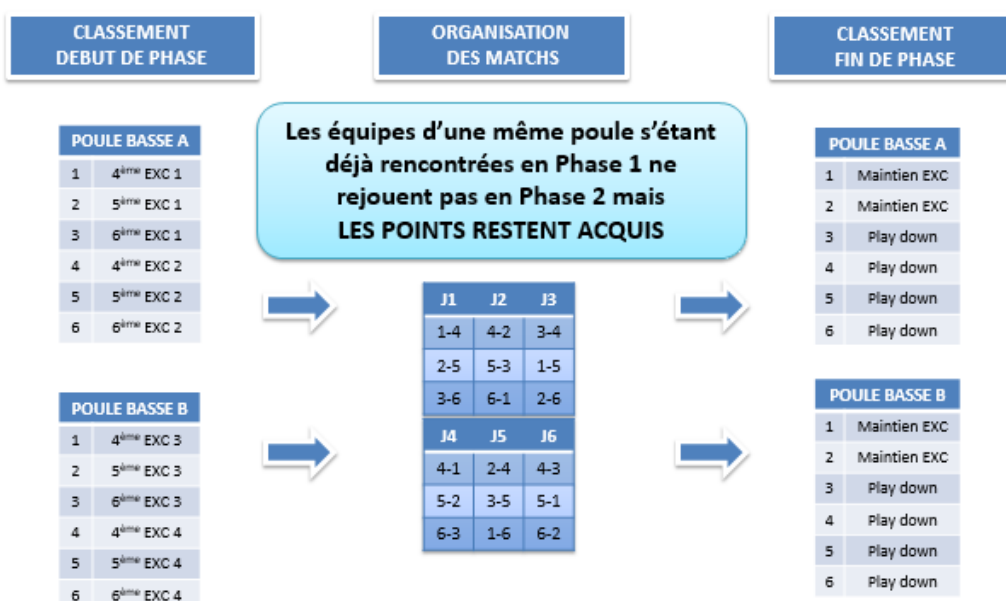 CLASSEMENT
DEBUT DE PHASE
ORGANISATION
DES MATCHS
CLASSEMENT
FIN DE PHASE
POULE BASSE A
1 4ème EXC 1
2 5ème EXC 1
3 6ème EXC 1
4 4ème EXC 2
5 5ème EXC 2
6 6ème EXC 2
POULE BASSE B
1 4ème EXC 3
2 5ème EXC 3
3 6ème EXC 3
4 4ème EXC 4
5 5ème EXC 4
6 6ème EXC 4
Les équipes d’une même poule s’étant
déjà rencontrées en Phase 1 ne
rejouent pas en Phase 2 mais
LES POINTS RESTENT ACQUIS
J1 J2 J3
1-4 4-2 3-4
2-5 5-3 1-5
3-6 6-1 2-6
J4 J5 J6
4-1 2-4 4-3
5-2 3-5 5-1
6-3 1-6 6-2
POULE BASSE A
1 Maintien EXC
2 Maintien EXC
3 Play down
4 Play down
5 Play down
6 Play down
POULE BASSE B
1 Maintien EXC
2 Maintien EXC
3 Play down
4 Play down
5 Play down
6 Play down